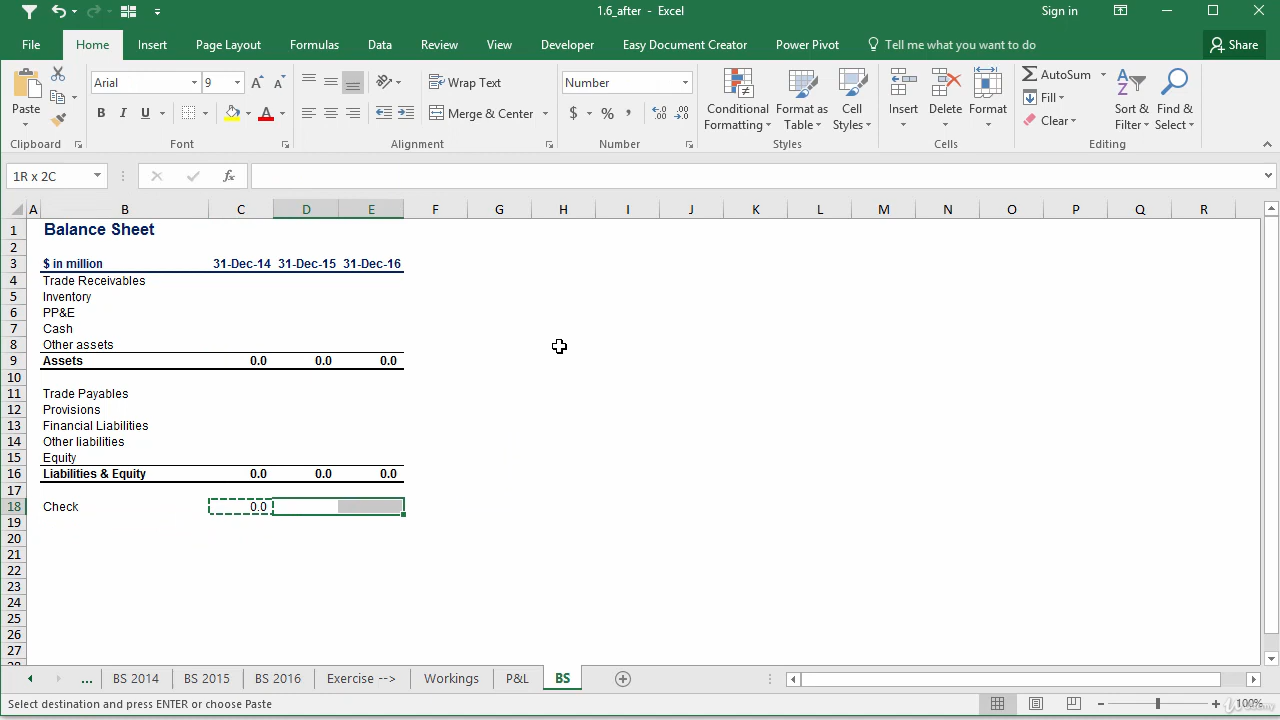 1.6_after - Excel
Sign in
File Home Insert Page Layout Formulas Data Review View Developer Easy Document Creator Power Pivot Tell me what you want to do Share
Paste
Arial 9
B I U
A A
Wrap Text
Merge & Center
Number
$ % ,
Conditional Formatting
Format as Table
Cell Styles
Insert Delete Format
AutoSum
Fill
Clear
Sort & Filter
Find & Select
Clipboard Font Alignment Number Styles Cells Editing
1R x 2C fx
A B C D E F G H I J K L M N O P Q R
1 Balance Sheet
2
3 $ in million 31-Dec-14 31-Dec-15 31-Dec-16
4 Trade Receivables
5 Inventory
6 PP&E
7 Cash
8 Other assets
9 Assets 0.0 0.0 0.0
10
11 Trade Payables
12 Provisions
13 Financial Liabilities
14 Other liabilities
15 Equity
16 Liabilities & Equity 0.0 0.0 0.0
17
18 Check 0.0
19
20
21
22
23
24
25
26
27
... BS 2014 BS 2015 BS 2016 Exercise --> Workings P&L BS
Select destination and press ENTER or choose Paste 100%